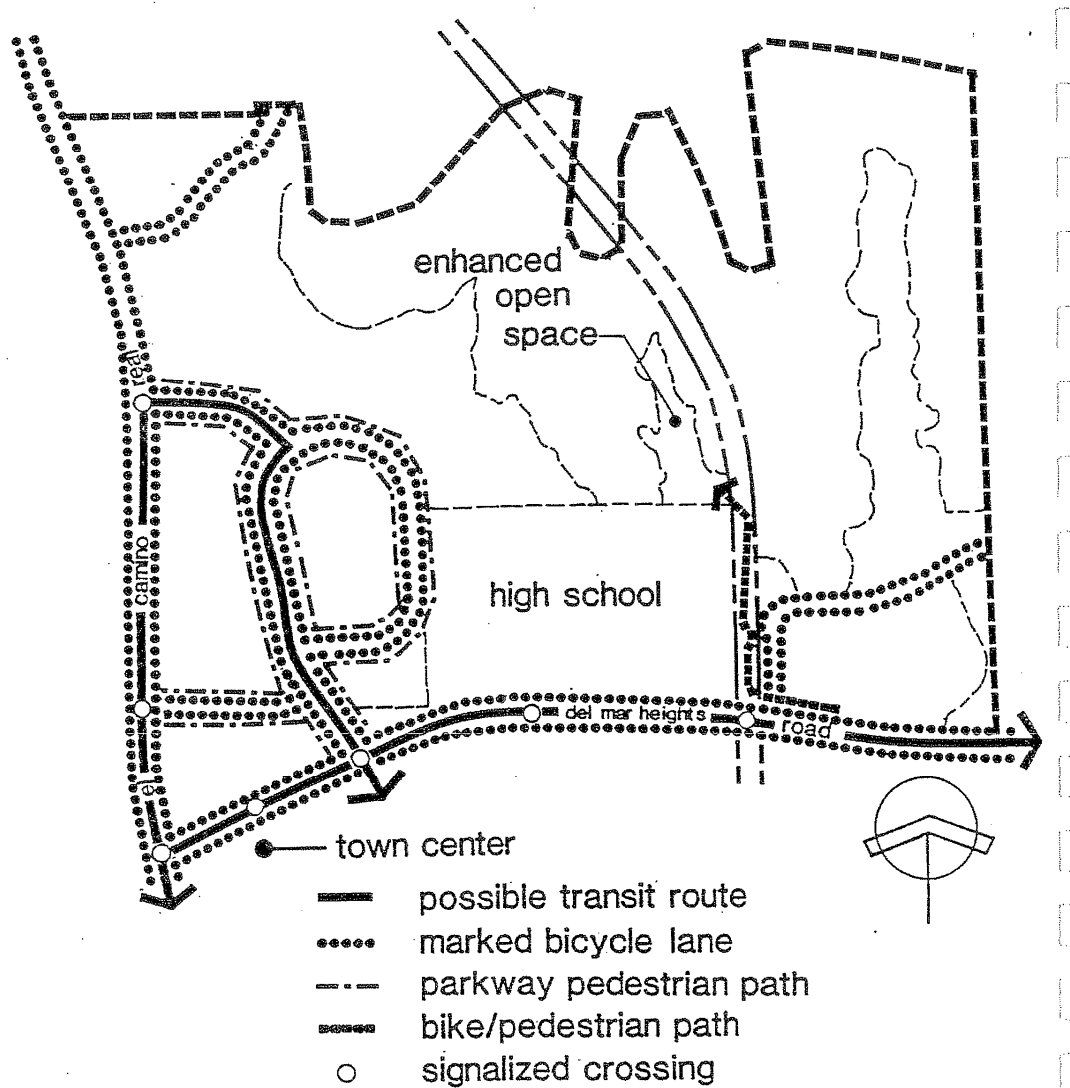 enhanced
open
space
real
camino
el
high school
del mar heights
road
town center
possible transit route
marked bicycle lane
parkway pedestrian path
bike/pedestrian path
signalized crossing